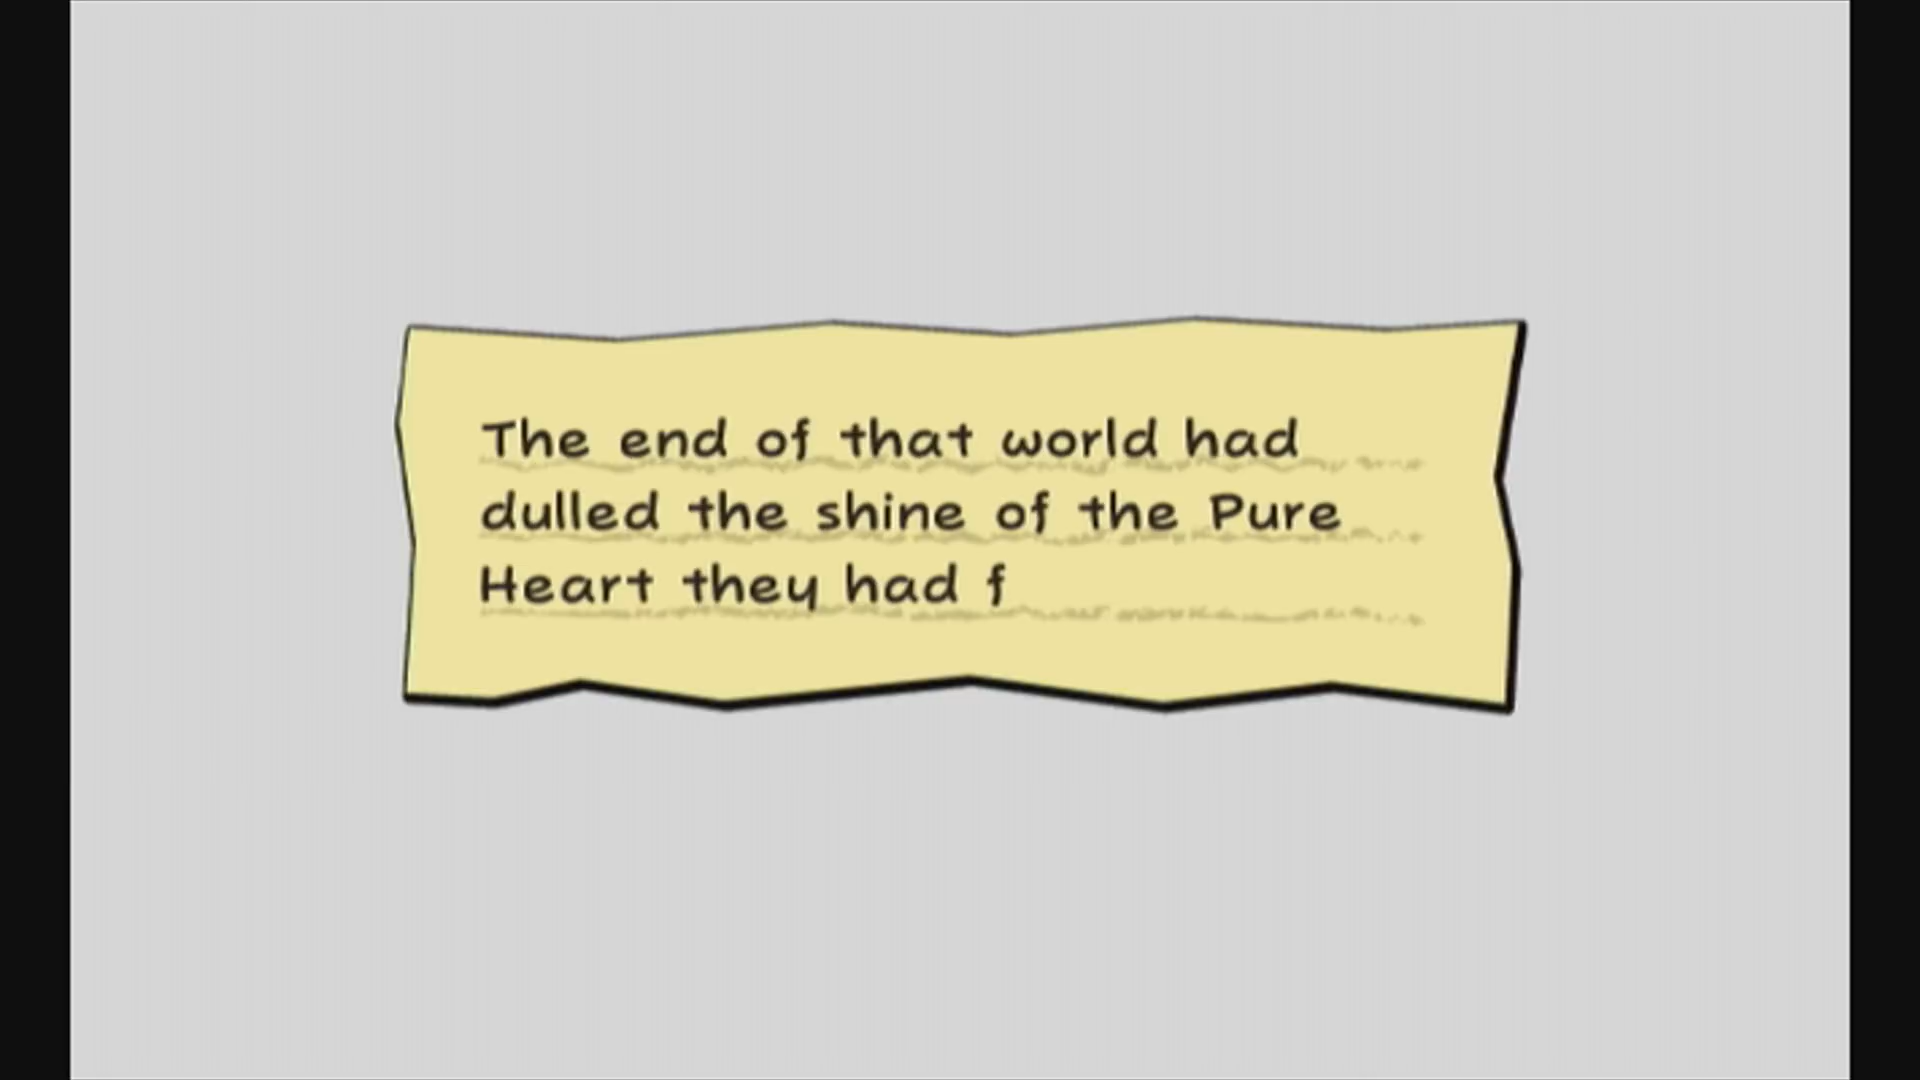 The end of that world had
dulled the shine of the Pure
Heart they had f